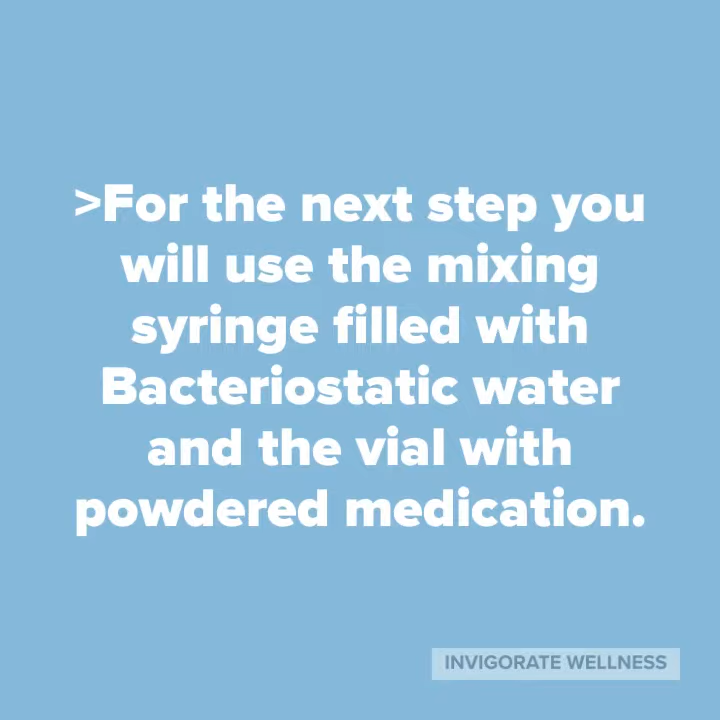 >For the next step you
will use the mixing
syringe filled with
Bacteriostatic water
and the vial with
powdered medication.
INVIGORATE WELLNESS